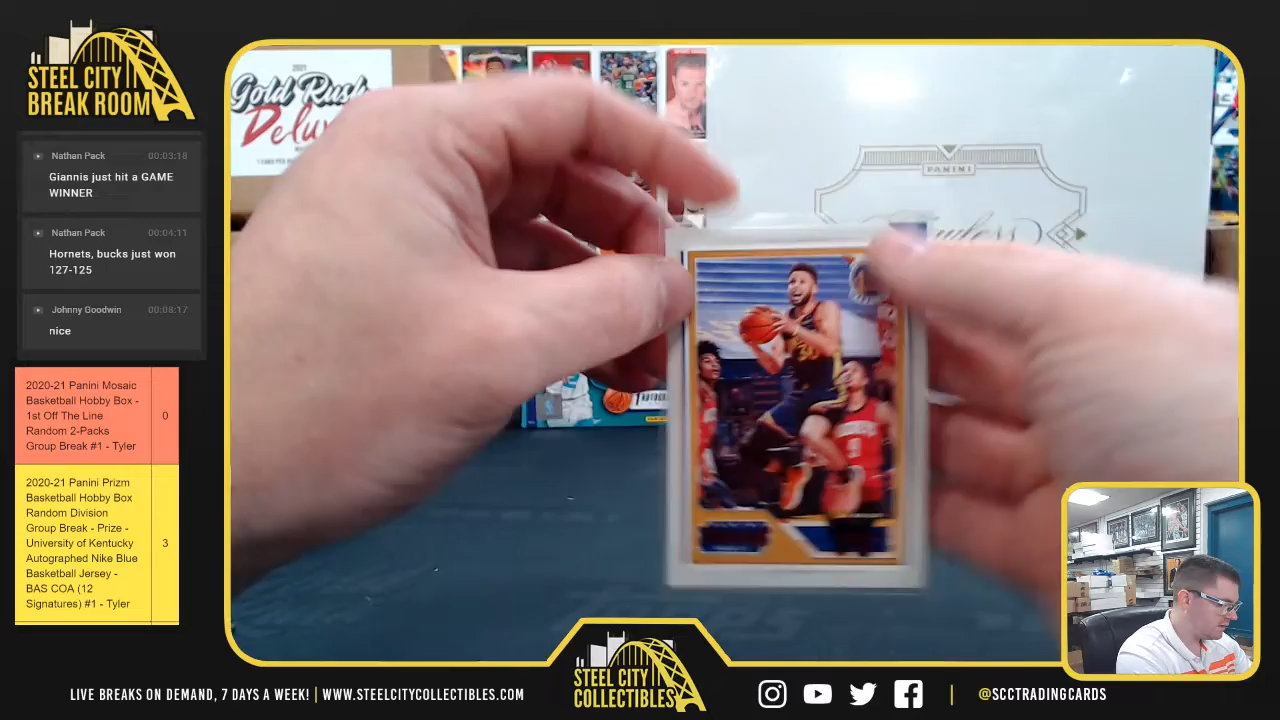 STEEL CITY
BREAK ROOM
Nathan Pack 00:03:18
Giannis just hit a GAME
WINNER
Nathan Pack 00:04:11
Hornets, bucks just won
127-125
Johnny Goodwin 00:08:17
nice
2020-21 Panini Mosaic
Basketball Hobby Box -
1st Off The Line
Random 2-Packs
Group Break #1 - Tyler
0
2020-21 Panini Prizm
Basketball Hobby Box
Random Division
Group Break - Prize -
University of Kentucky
Autographed Nike Blue
Basketball Jersey -
BAS COA (12
Signatures) #1 - Tyler
3
2021
Gold Rush
PANINI
STEEL CITY
COLLECTIBLES
LIVE BREAKS ON DEMAND, 7 DAYS A WEEK! | WWW.STEELCITYCOLLECTIBLES.COM
| @SCCTRADINGCARDS